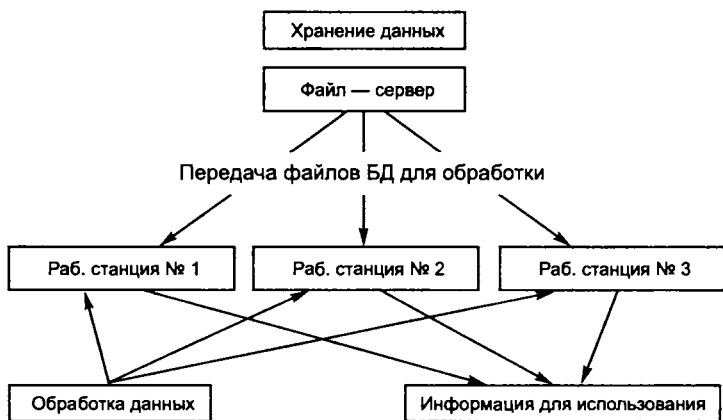 Хранение данных
Файл — сервер
Передача файлов БД для обработки
Раб. станция № 1
Раб. станция № 2
Раб. станция № 3
Обработка данных
Информация для использования